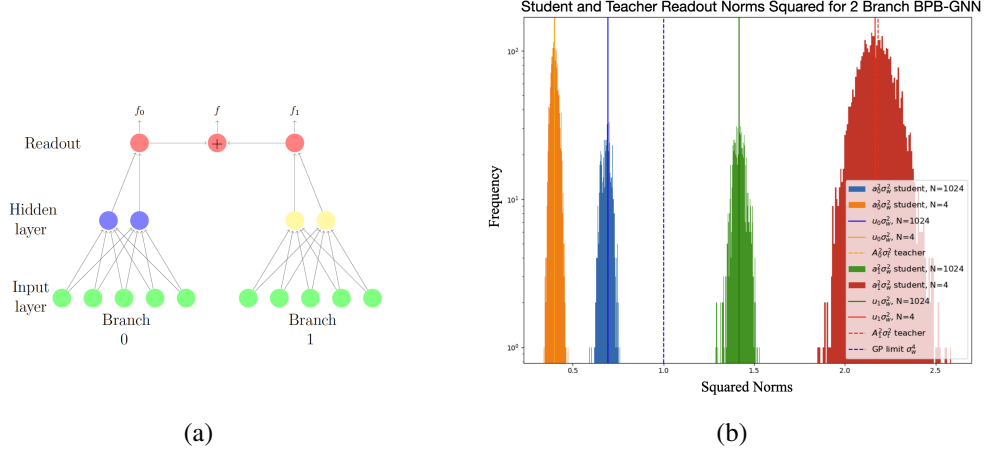 Student and Teacher Readout Norms Squared for 2 Branch BPB-GNN
f₀ f f₁
Readout
+
Hidden
layer
Input
layer
Branch
0
Branch
1
Frequency
10²
10¹
10⁰
a₀²σ_w² student, N=1024
a₀²σ_w² student, N=4
u₀σ_w², N=1024
u₀σ_w², N=4
A₀²σ_t² teacher
a₁²σ_w² student, N=1024
a₁²σ_w² student, N=4
u₁σ_w², N=1024
u₁σ_w², N=4
A₁²σ_t² teacher
GP limit σ_w⁴
0.5 1.0 1.5 2.0 2.5
Squared Norms
(a) (b)